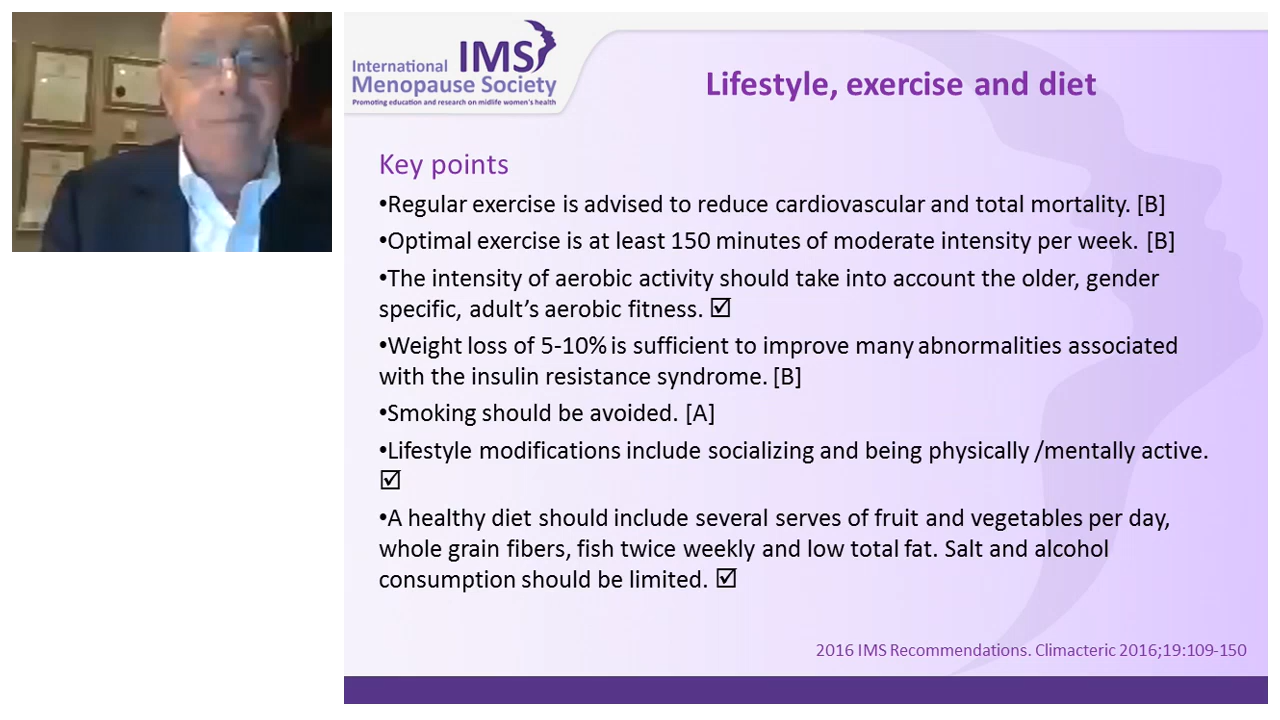 IMS
International
Menopause Society
Promoting education and research on midlife women's health
Lifestyle, exercise and diet
Key points
•Regular exercise is advised to reduce cardiovascular and total mortality. [B]
•Optimal exercise is at least 150 minutes of moderate intensity per week. [B]
•The intensity of aerobic activity should take into account the older, gender
specific, adult's aerobic fitness. ☑
•Weight loss of 5-10% is sufficient to improve many abnormalities associated
with the insulin resistance syndrome. [B]
•Smoking should be avoided. [A]
•Lifestyle modifications include socializing and being physically /mentally active.
☑
•A healthy diet should include several serves of fruit and vegetables per day,
whole grain fibers, fish twice weekly and low total fat. Salt and alcohol
consumption should be limited. ☑
2016 IMS Recommendations. Climacteric 2016;19:109-150